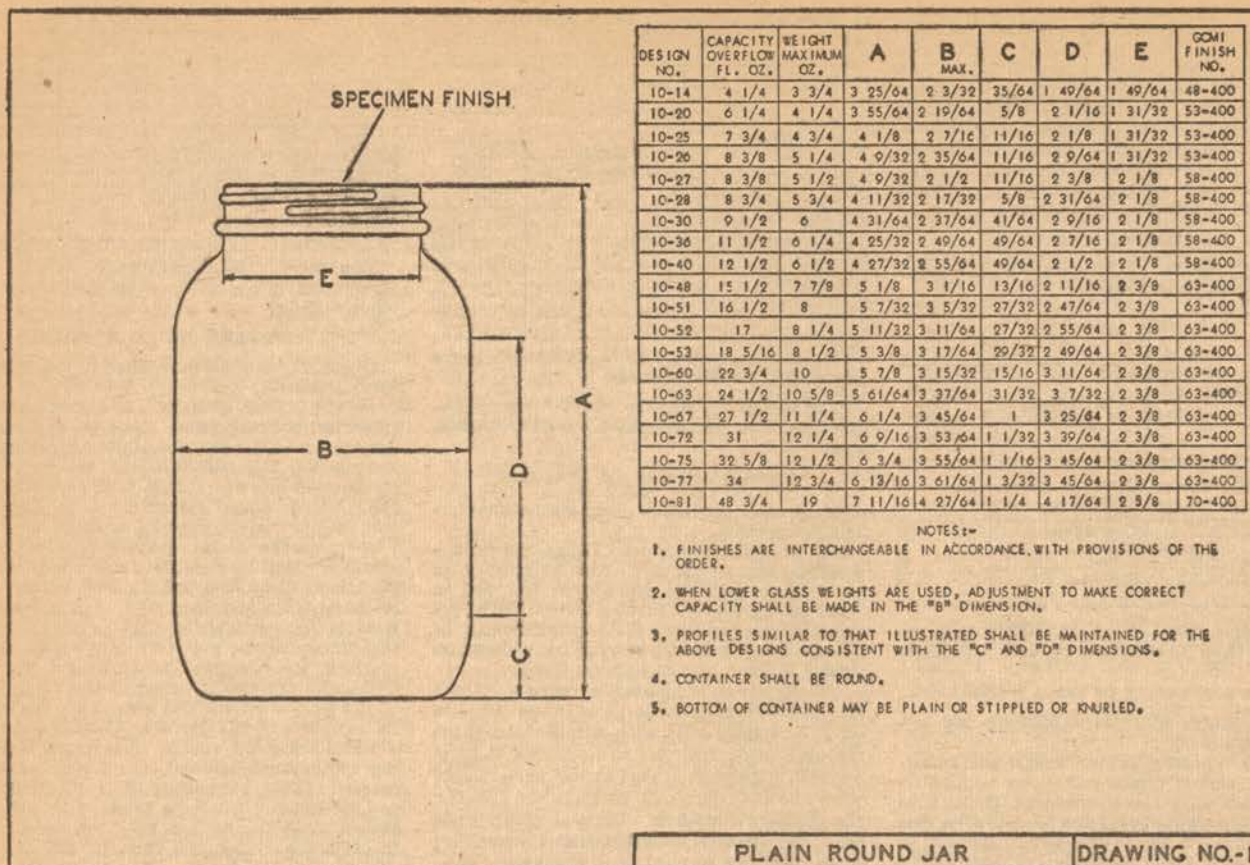 SPECIMEN FINISH
E
B
A
D
C
DESIGN NO. CAPACITY OVERFLOW FL. OZ. WEIGHT MAXIMUM OZ. A B MAX. C D E GCMI FINISH NO.
10-14 4 1/4 3 3/4 3 25/64 2 3/32 35/64 1 49/64 1 49/64 48-400
10-20 6 1/4 4 1/4 3 55/64 2 19/64 5/8 2 1/16 1 31/32 53-400
10-25 7 3/4 4 3/4 4 1/8 2 7/16 11/16 2 1/8 1 31/32 53-400
10-26 8 3/8 5 1/4 4 9/32 2 35/64 11/16 2 9/64 1 31/32 53-400
10-27 8 3/8 5 1/2 4 9/32 2 1/2 11/16 2 3/8 2 1/8 58-400
10-28 8 3/4 5 3/4 4 11/32 2 17/32 5/8 2 31/64 2 1/8 58-400
10-30 9 1/2 6 4 31/64 2 37/64 41/64 2 9/16 2 1/8 58-400
10-36 11 1/2 6 1/4 4 25/32 2 49/64 49/64 2 7/16 2 1/8 58-400
10-40 12 1/2 6 1/2 4 27/32 2 55/64 49/64 2 1/2 2 1/8 58-400
10-48 15 1/2 7 7/8 5 1/8 3 1/16 13/16 2 11/16 2 3/8 63-400
10-51 16 1/2 8 5 7/32 3 5/32 27/32 2 47/64 2 3/8 63-400
10-52 17 8 1/4 5 11/32 3 11/64 27/32 2 55/64 2 3/8 63-400
10-53 18 5/16 8 1/2 5 3/8 3 17/64 29/32 2 49/64 2 3/8 63-400
10-60 22 3/4 10 5 7/8 3 15/32 15/16 3 11/64 2 3/8 63-400
10-63 24 1/2 10 5/8 5 61/64 3 37/64 31/32 3 7/32 2 3/8 63-400
10-67 27 1/2 11 1/4 6 1/4 3 45/64 1 3 25/64 2 3/8 63-400
10-72 31 12 1/4 6 9/16 3 53/64 1 1/32 3 39/64 2 3/8 63-400
10-75 32 5/8 12 1/2 6 3/4 3 55/64 1 1/16 3 45/64 2 3/8 63-400
10-77 34 12 3/4 6 13/16 3 61/64 1 3/32 3 45/64 2 3/8 63-400
10-81 48 3/4 19 7 11/16 4 27/64 1 1/4 4 17/64 2 5/8 70-400
NOTES:-
1. FINISHES ARE INTERCHANGEABLE IN ACCORDANCE WITH PROVISIONS OF THE
ORDER.
2. WHEN LOWER GLASS WEIGHTS ARE USED, ADJUSTMENT TO MAKE CORRECT
CAPACITY SHALL BE MADE IN THE "B" DIMENSION.
3. PROFILES SIMILAR TO THAT ILLUSTRATED SHALL BE MAINTAINED FOR THE
ABOVE DESIGNS CONSISTENT WITH THE "C" AND "D" DIMENSIONS.
4. CONTAINER SHALL BE ROUND.
5. BOTTOM OF CONTAINER MAY BE PLAIN OR STIPPLED OR KNURLED.
PLAIN ROUND JAR DRAWING NO.-